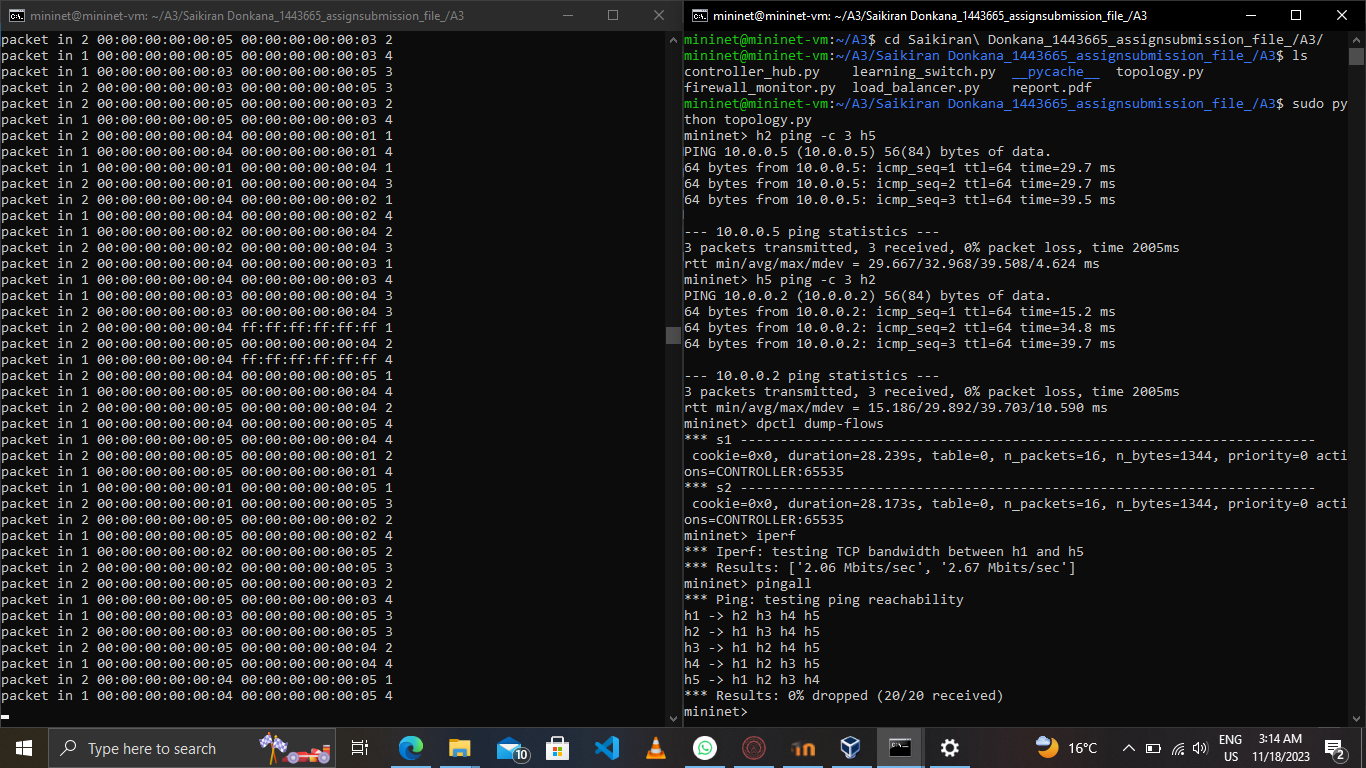 mininet@mininet-vm: ~/A3/Saikiran Donkana_1443665_assignsubmission_file_/A3
packet in 2 00:00:00:00:00:05 00:00:00:00:00:03 2
packet in 1 00:00:00:00:00:05 00:00:00:00:00:03 4
packet in 1 00:00:00:00:00:03 00:00:00:00:00:05 3
packet in 2 00:00:00:00:00:03 00:00:00:00:00:05 3
packet in 2 00:00:00:00:00:05 00:00:00:00:00:03 2
packet in 1 00:00:00:00:00:05 00:00:00:00:00:03 4
packet in 2 00:00:00:00:00:04 00:00:00:00:00:01 1
packet in 1 00:00:00:00:00:04 00:00:00:00:00:01 4
packet in 1 00:00:00:00:00:01 00:00:00:00:00:04 1
packet in 2 00:00:00:00:00:01 00:00:00:00:00:04 3
packet in 2 00:00:00:00:00:04 00:00:00:00:00:02 1
packet in 1 00:00:00:00:00:04 00:00:00:00:00:02 4
packet in 1 00:00:00:00:00:02 00:00:00:00:00:04 2
packet in 2 00:00:00:00:00:02 00:00:00:00:00:04 3
packet in 2 00:00:00:00:00:04 00:00:00:00:00:03 1
packet in 1 00:00:00:00:00:04 00:00:00:00:00:03 4
packet in 1 00:00:00:00:00:03 00:00:00:00:00:04 3
packet in 2 00:00:00:00:00:03 00:00:00:00:00:04 3
packet in 2 00:00:00:00:00:04 ff:ff:ff:ff:ff:ff 1
packet in 2 00:00:00:00:00:05 00:00:00:00:00:04 2
packet in 1 00:00:00:00:00:04 ff:ff:ff:ff:ff:ff 4
packet in 2 00:00:00:00:00:04 00:00:00:00:00:05 1
packet in 1 00:00:00:00:00:05 00:00:00:00:00:04 4
packet in 2 00:00:00:00:00:05 00:00:00:00:00:04 2
packet in 1 00:00:00:00:00:04 00:00:00:00:00:05 4
packet in 1 00:00:00:00:00:05 00:00:00:00:00:04 4
packet in 2 00:00:00:00:00:05 00:00:00:00:00:01 2
packet in 1 00:00:00:00:00:05 00:00:00:00:00:01 4
packet in 1 00:00:00:00:00:01 00:00:00:00:00:05 1
packet in 2 00:00:00:00:00:01 00:00:00:00:00:05 3
packet in 2 00:00:00:00:00:05 00:00:00:00:00:02 2
packet in 1 00:00:00:00:00:05 00:00:00:00:00:02 4
packet in 1 00:00:00:00:00:02 00:00:00:00:00:05 2
packet in 2 00:00:00:00:00:02 00:00:00:00:00:05 3
packet in 2 00:00:00:00:00:05 00:00:00:00:00:03 2
packet in 1 00:00:00:00:00:05 00:00:00:00:00:03 4
packet in 1 00:00:00:00:00:03 00:00:00:00:00:05 3
packet in 2 00:00:00:00:00:03 00:00:00:00:00:05 3
packet in 2 00:00:00:00:00:05 00:00:00:00:00:04 2
packet in 1 00:00:00:00:00:05 00:00:00:00:00:04 4
packet in 2 00:00:00:00:00:04 00:00:00:00:00:05 1
packet in 1 00:00:00:00:00:04 00:00:00:00:00:05 4
mininet@mininet-vm: ~/A3/Saikiran Donkana_1443665_assignsubmission_file_/A3
mininet@mininet-vm:~/A3$ cd Saikiran\ Donkana_1443665_assignsubmission_file_/A3/
mininet@mininet-vm:~/A3/Saikiran Donkana_1443665_assignsubmission_file_/A3$ ls
controller_hub.py    learning_switch.py  __pycache__  topology.py
firewall_monitor.py  load_balancer.py    report.pdf
mininet@mininet-vm:~/A3/Saikiran Donkana_1443665_assignsubmission_file_/A3$ sudo py
thon topology.py
mininet> h2 ping -c 3 h5
PING 10.0.0.5 (10.0.0.5) 56(84) bytes of data.
64 bytes from 10.0.0.5: icmp_seq=1 ttl=64 time=29.7 ms
64 bytes from 10.0.0.5: icmp_seq=2 ttl=64 time=29.7 ms
64 bytes from 10.0.0.5: icmp_seq=3 ttl=64 time=39.5 ms
--- 10.0.0.5 ping statistics ---
3 packets transmitted, 3 received, 0% packet loss, time 2005ms
rtt min/avg/max/mdev = 29.667/32.968/39.508/4.624 ms
mininet> h5 ping -c 3 h2
PING 10.0.0.2 (10.0.0.2) 56(84) bytes of data.
64 bytes from 10.0.0.2: icmp_seq=1 ttl=64 time=15.2 ms
64 bytes from 10.0.0.2: icmp_seq=2 ttl=64 time=34.8 ms
64 bytes from 10.0.0.2: icmp_seq=3 ttl=64 time=39.7 ms
--- 10.0.0.2 ping statistics ---
3 packets transmitted, 3 received, 0% packet loss, time 2005ms
rtt min/avg/max/mdev = 15.186/29.892/39.703/10.590 ms
mininet> dpctl dump-flows
*** s1 ------------------------------------------------------------------------
 cookie=0x0, duration=28.239s, table=0, n_packets=16, n_bytes=1344, priority=0 acti
ons=CONTROLLER:65535
*** s2 ------------------------------------------------------------------------
 cookie=0x0, duration=28.173s, table=0, n_packets=16, n_bytes=1344, priority=0 acti
ons=CONTROLLER:65535
mininet> iperf
*** Iperf: testing TCP bandwidth between h1 and h5
*** Results: ['2.06 Mbits/sec', '2.67 Mbits/sec']
mininet> pingall
*** Ping: testing ping reachability
h1 -> h2 h3 h4 h5
h2 -> h1 h3 h4 h5
h3 -> h1 h2 h4 h5
h4 -> h1 h2 h3 h5
h5 -> h1 h2 h3 h4
*** Results: 0% dropped (20/20 received)
mininet>
Type here to search
10
16°C
ENG
US
3:14 AM
11/18/2023
2